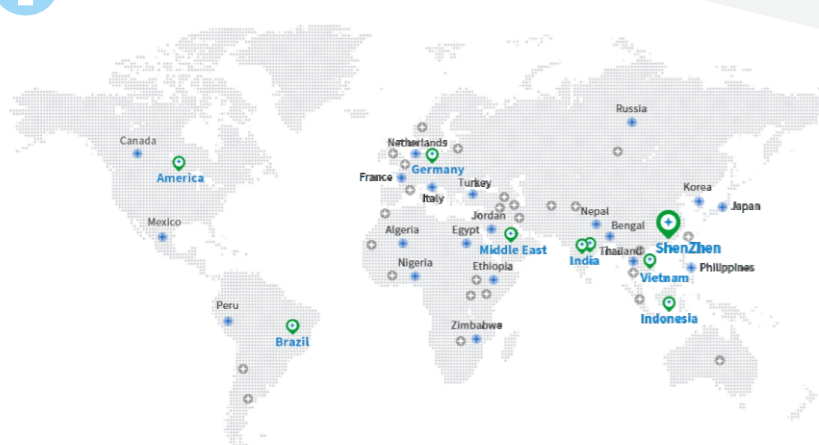 Russia
Canada
Netherlands
America
Germany
France
Italy
Turkey
Korea
Japan
Mexico
Algeria
Egypt
Jordan
Middle East
Nepal
Bengal
India
Thailand
ShenZhen
Vietnam
Philippines
Nigeria
Ethiopia
Peru
Brazil
Zimbabwe
Indonesia